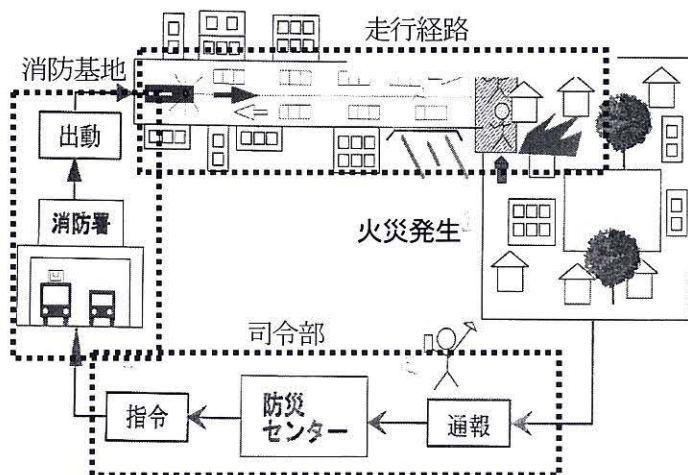 走行経路
消防基地
出動
消防署
火災発生
司令部
指令
防災
センター
通報